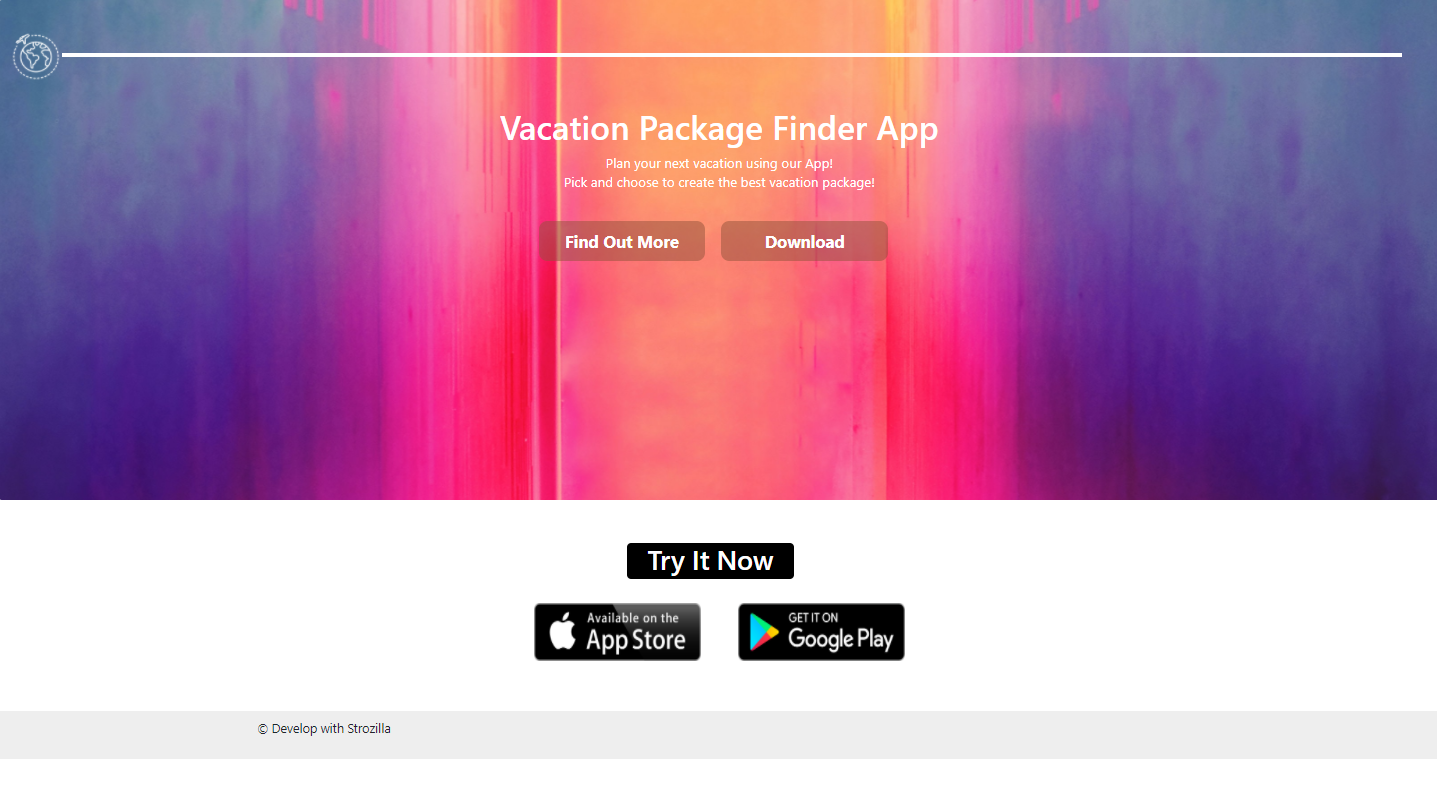 Vacation Package Finder App
Plan your next vacation using our App!
Pick and choose to create the best vacation package!
Find Out More
Download
Try It Now
Available on the
App Store
GET IT ON
Google Play
© Develop with Strozilla